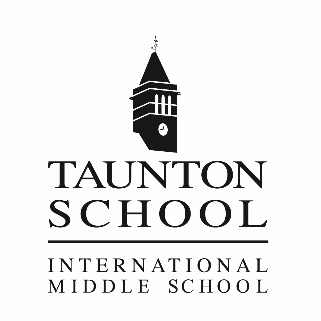 TAUNTON
SCHOOL
INTERNATIONAL
MIDDLE SCHOOL